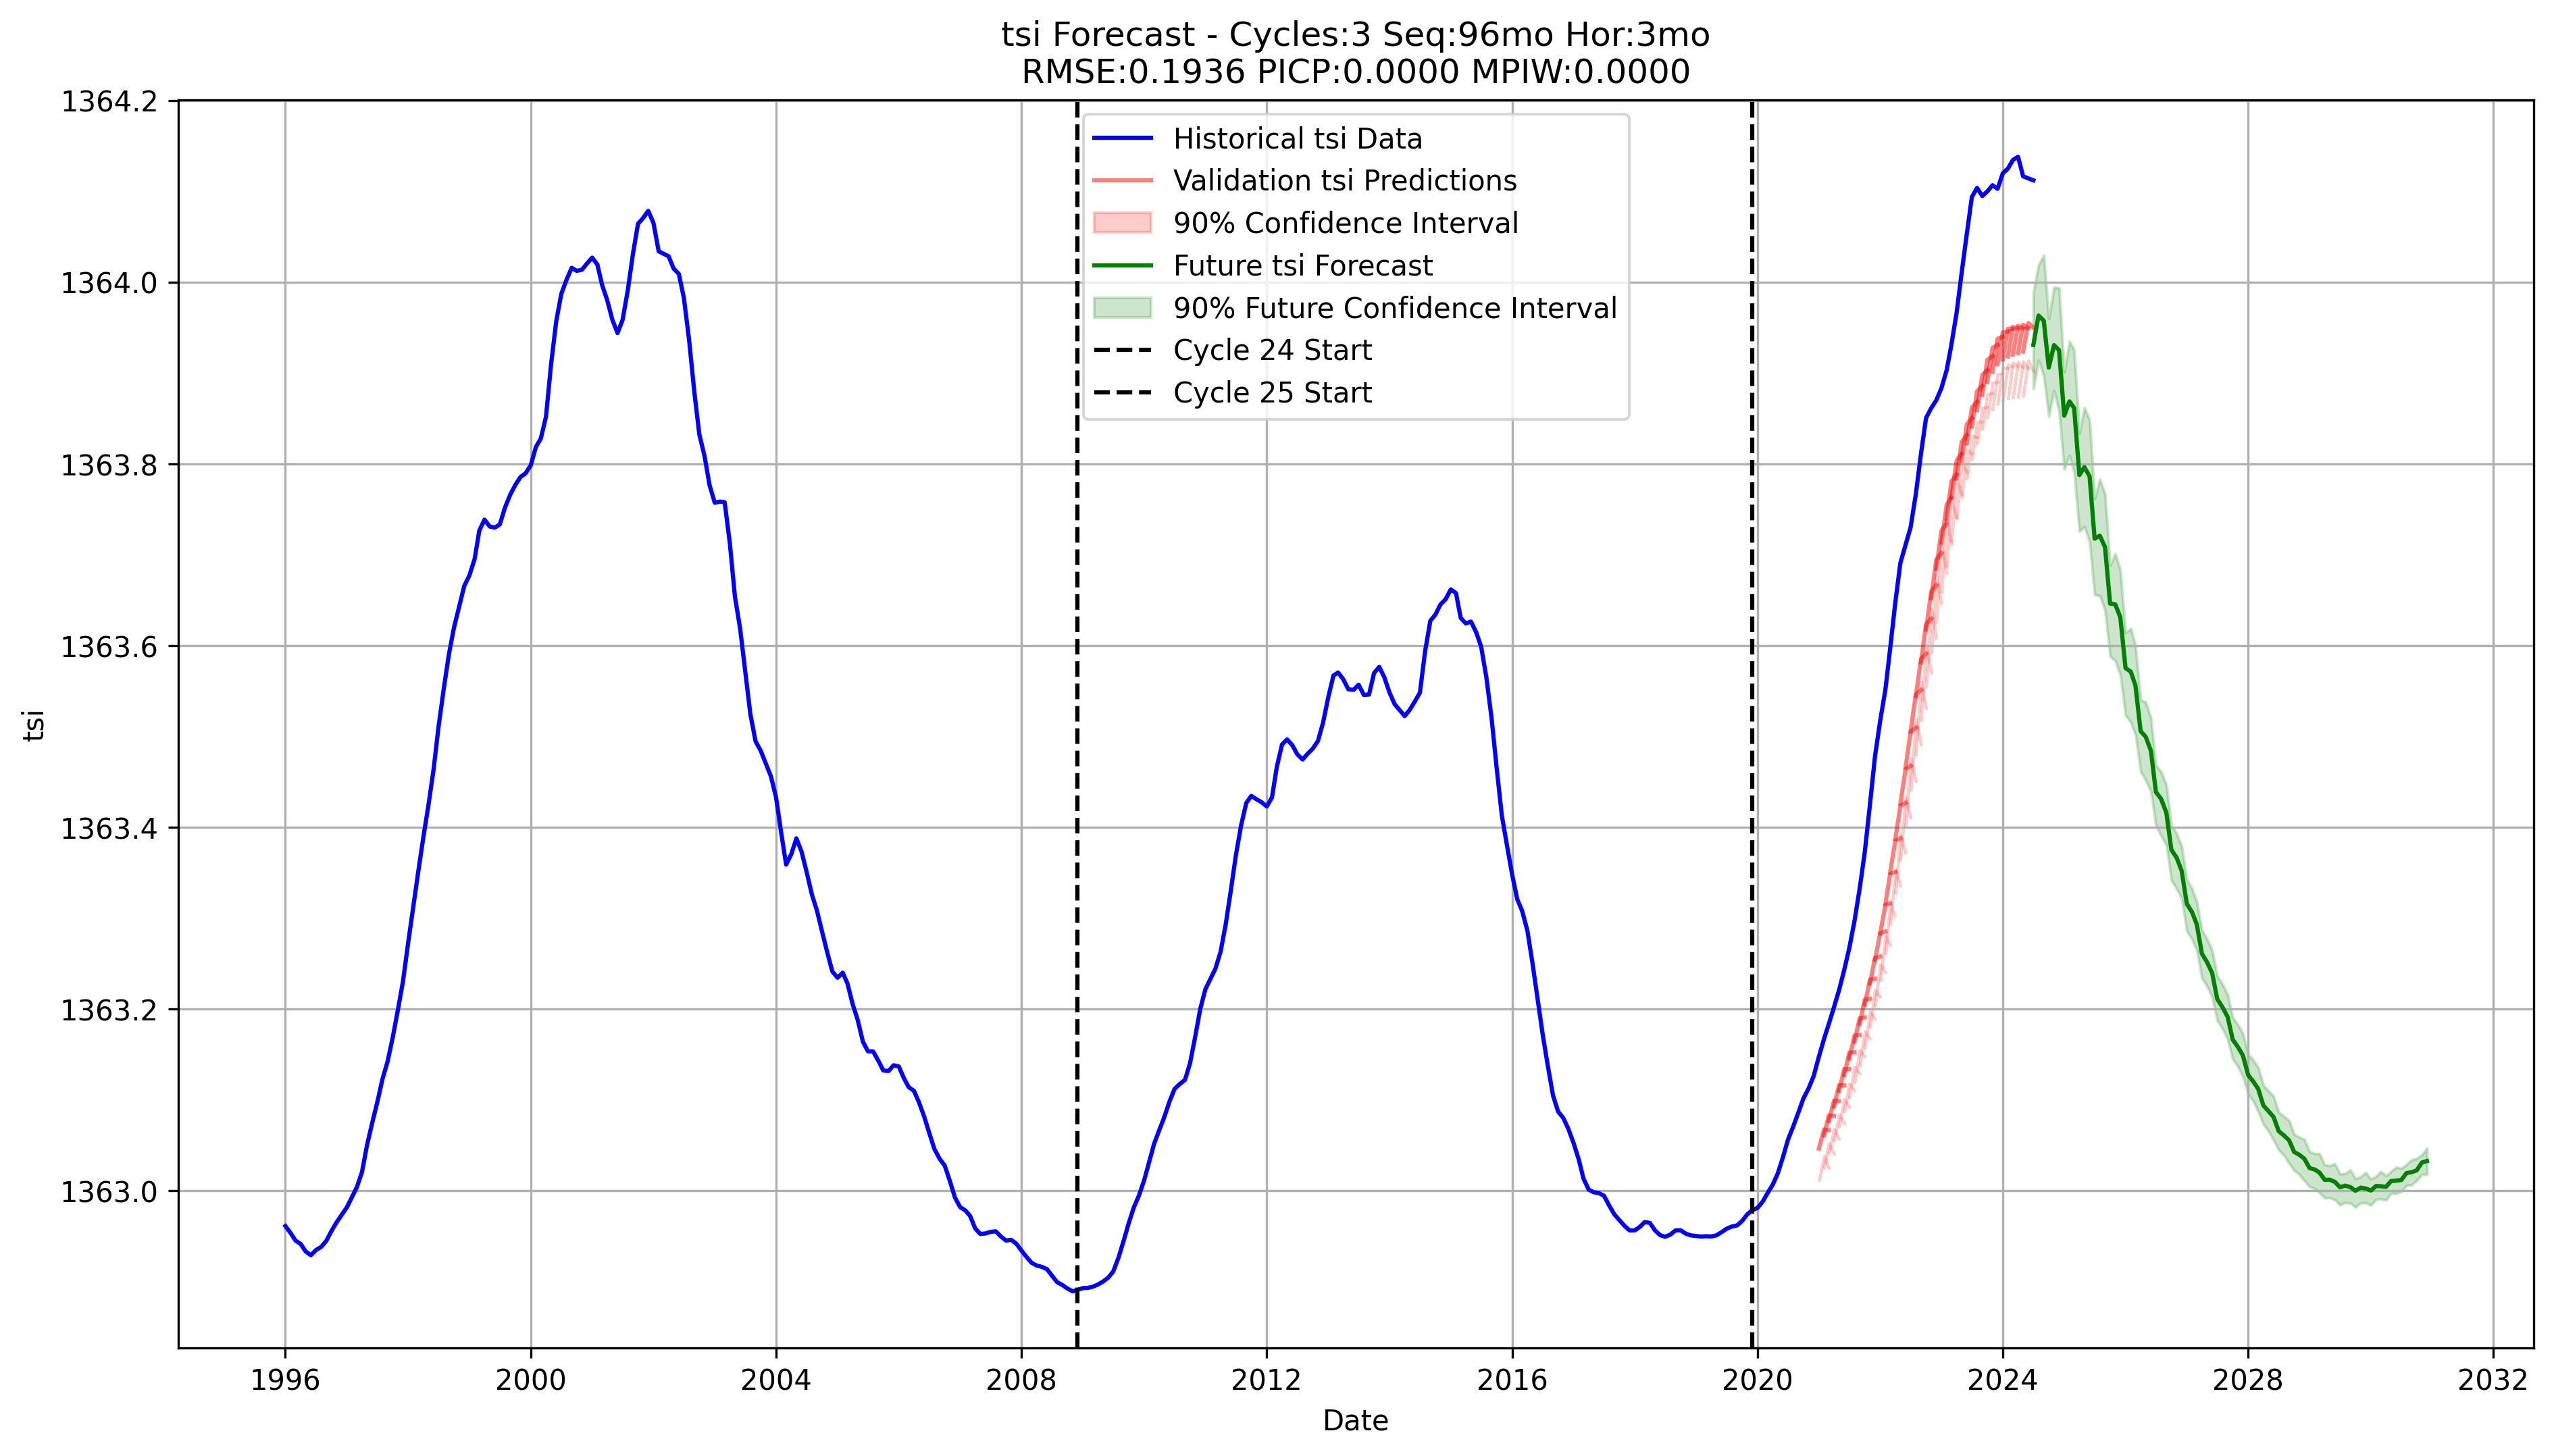 tsi Forecast - Cycles:3 Seq:96mo Hor:3mo
RMSE:0.1936 PICP:0.0000 MPIW:0.0000
1364.2
1364.0
1363.8
1363.6
1363.4
1363.2
1363.0
tsi
Historical tsi Data
Validation tsi Predictions
90% Confidence Interval
Future tsi Forecast
90% Future Confidence Interval
Cycle 24 Start
Cycle 25 Start
1996 2000 2004 2008 2012 2016 2020 2024 2028 2032
Date